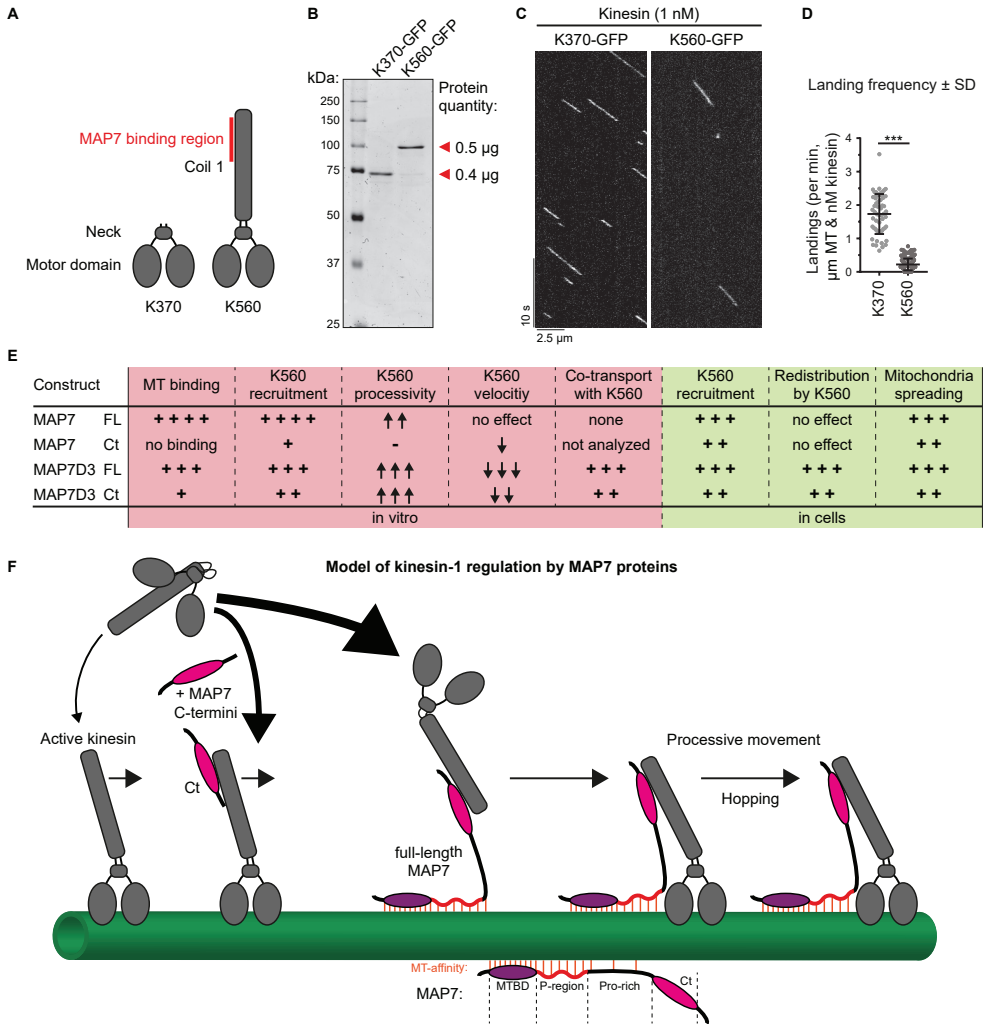 A
MAP7 binding region
Coil 1
Neck
Motor domain
K370
K560
B
K370-GFP
K560-GFP
kDa:
250
150
100
75
50
37
25
Protein
quantity:
0.5 µg
0.4 µg
C
Kinesin (1 nM)
K370-GFP
K560-GFP
10 s
2.5 µm
D
Landing frequency ± SD
Landings (per min,
µm MT & nM kinesin)
4
3
2
1
0
***
K370
K560
E
Construct
MT binding
K560
recruitment
K560
processivity
K560
velocitiy
Co-transport
with K560
K560
recruitment
Redistribution
by K560
Mitochondria
spreading
MAP7 FL ++++ ++++ ↑↑ no effect none +++ no effect +++
MAP7 Ct no binding + - ↓ not analyzed ++ no effect ++
MAP7D3 FL +++ +++ ↑↑↑ ↓↓↓ +++ +++ +++ +++
MAP7D3 Ct + ++ ↑↑↑ ↓↓ ++ ++ ++ ++
in vitro
in cells
F
Model of kinesin-1 regulation by MAP7 proteins
+ MAP7
C-termini
Active kinesin
Ct
full-length
MAP7
Processive movement
Hopping
MT-affinity:
MAP7:
MTBD
P-region
Pro-rich
Ct